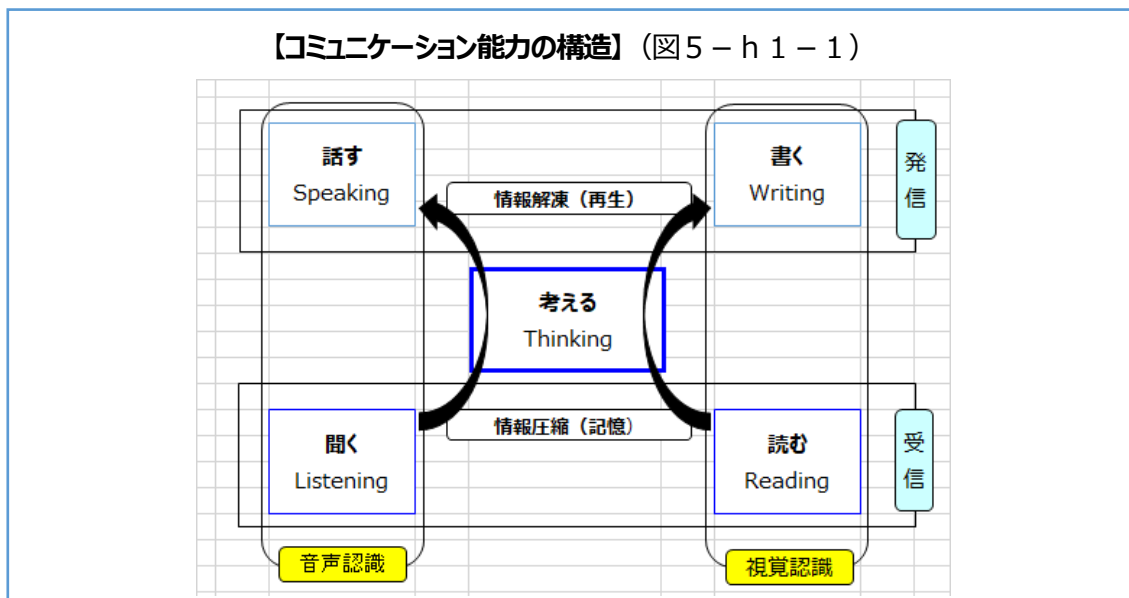 【コミュニケーション能力の構造】（図５－ｈ１－１）
話す
Speaking
書く
Writing
発信
情報解凍（再生）
考える
Thinking
情報圧縮（記憶）
聞く
Listening
読む
Reading
受信
音声認識
視覚認識